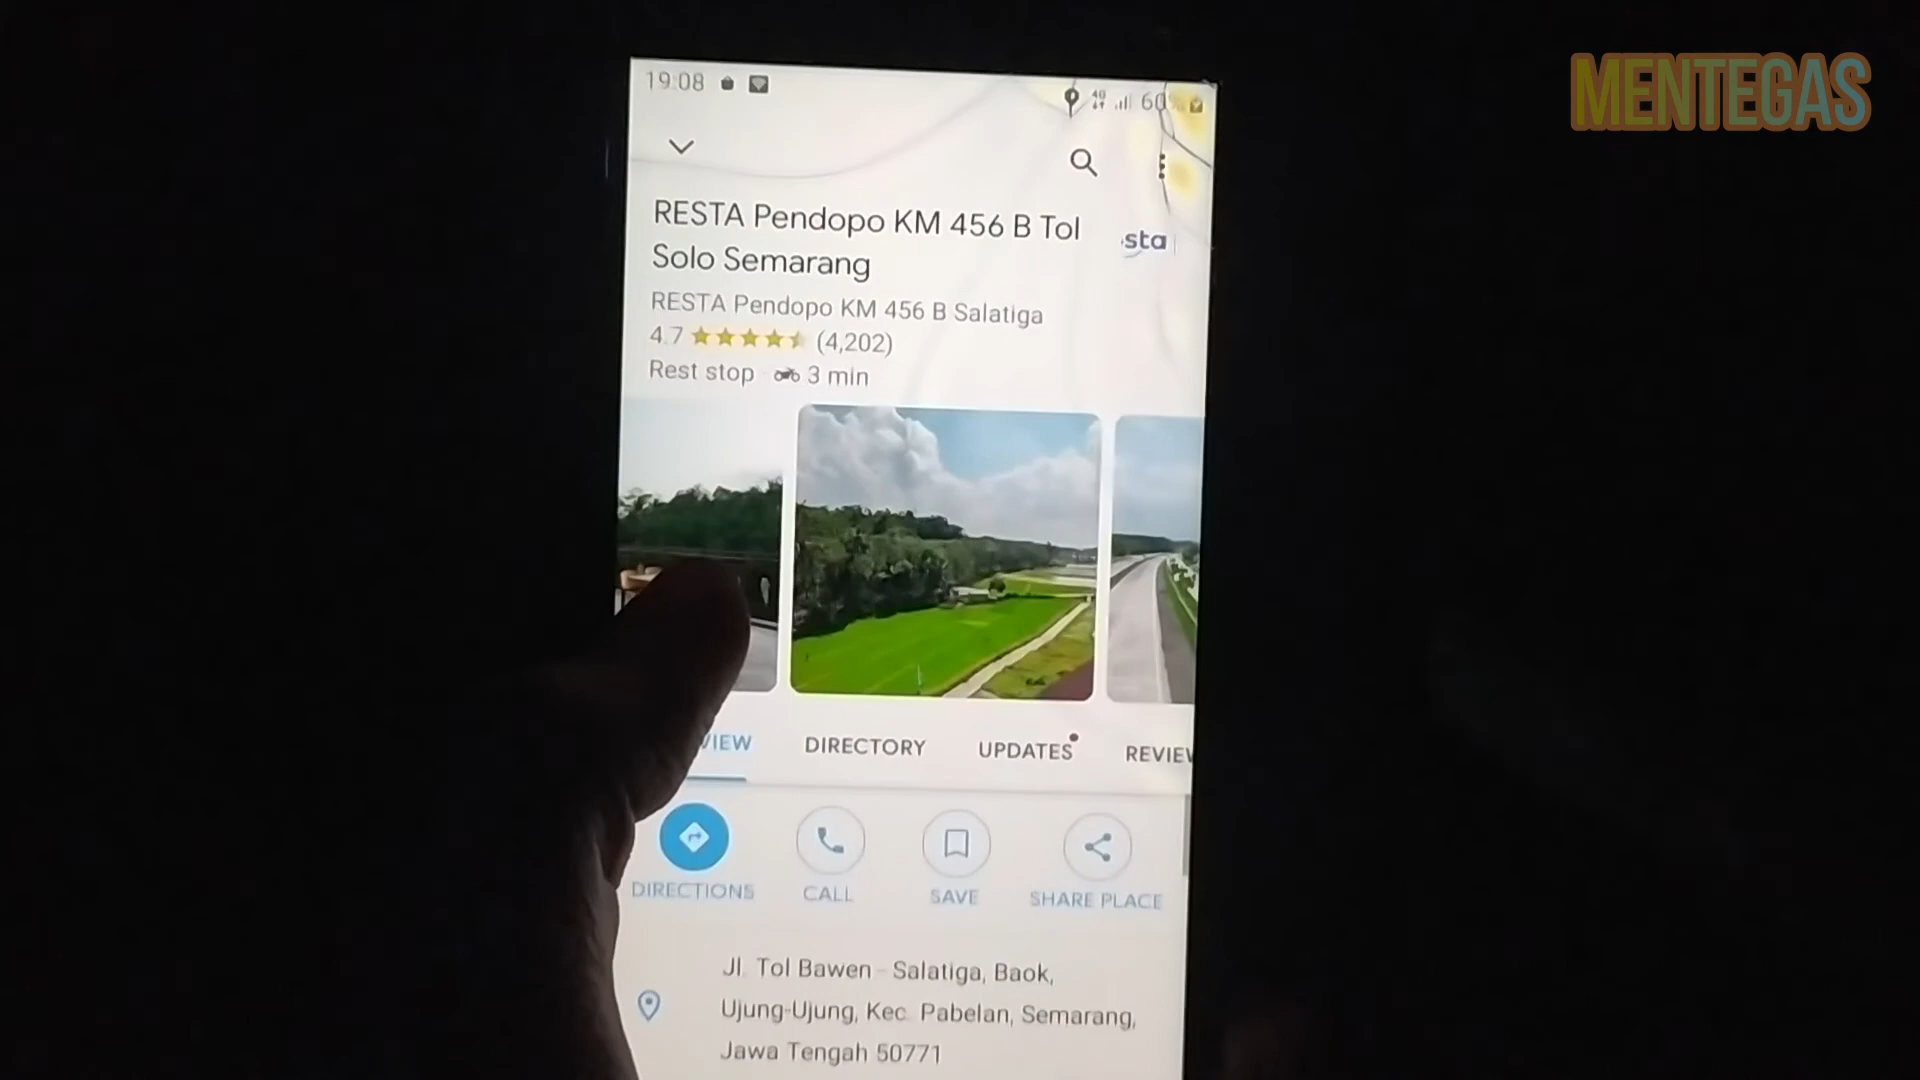 MENTEGAS
19:08
4G
60%
RESTA Pendopo KM 456 B Tol
Solo Semarang
sta
RESTA Pendopo KM 456 B Salatiga
4.7 (4,202)
Rest stop 3 min
VIEW DIRECTORY UPDATES REVIEW
DIRECTIONS CALL SAVE SHARE PLACE
Jl. Tol Bawen - Salatiga, Baok,
Ujung-Ujung, Kec. Pabelan, Semarang,
Jawa Tengah 50771